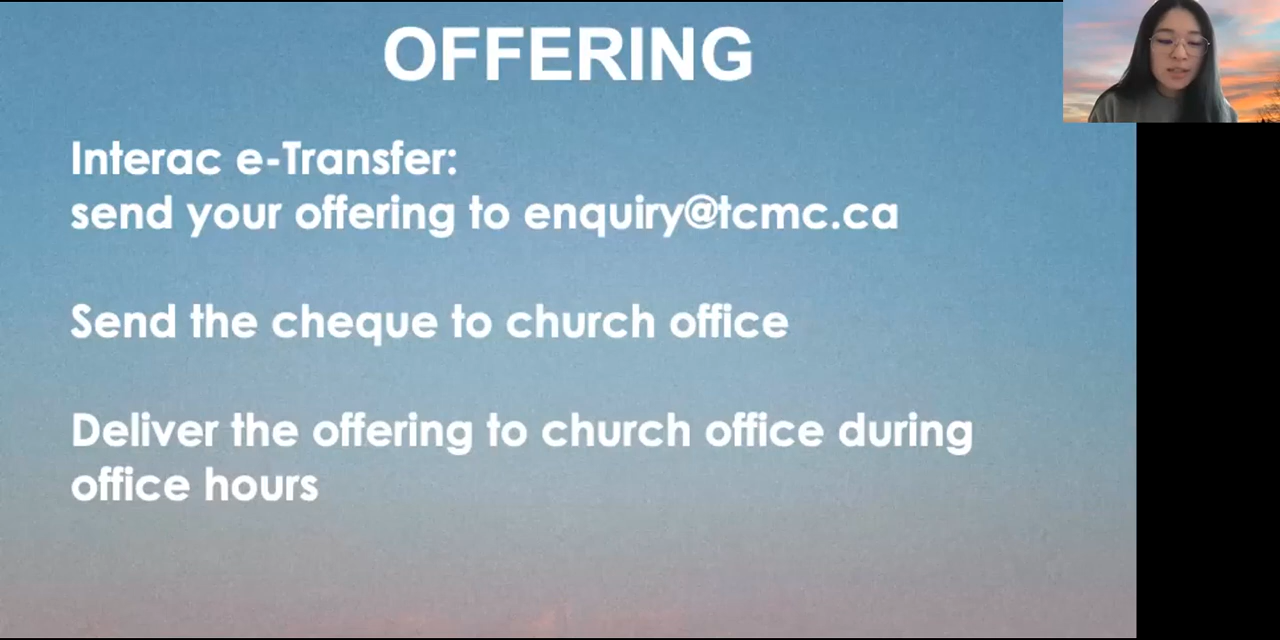 OFFERING
Interac e-Transfer:
send your offering to enquiry@tcmc.ca
Send the cheque to church office
Deliver the offering to church office during
office hours